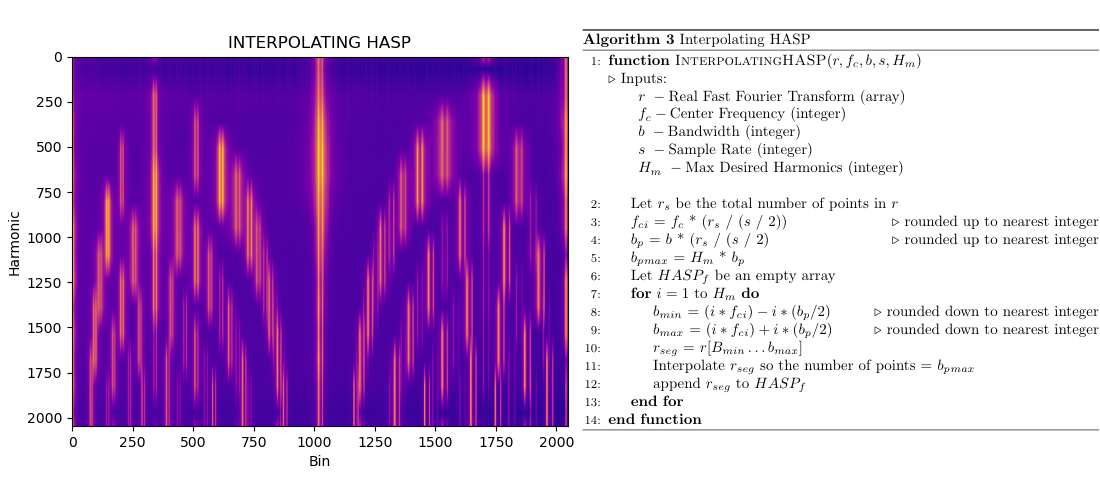 INTERPOLATING HASP
0
250
500
750
1000
1250
1500
1750
2000
Harmonic
0 250 500 750 1000 1250 1500 1750 2000
Bin
Algorithm 3 Interpolating HASP
1: function INTERPOLATINGHASP(r, f_c, b, s, H_m)
▷ Inputs:
r − Real Fast Fourier Transform (array)
f_c − Center Frequency (integer)
b − Bandwidth (integer)
s − Sample Rate (integer)
H_m − Max Desired Harmonics (integer)
2: Let r_s be the total number of points in r
3: f_ci = f_c * (r_s / (s / 2)) ▷ rounded up to nearest integer
4: b_p = b * (r_s / (s / 2) ▷ rounded up to nearest integer
5: b_pmax = H_m * b_p
6: Let HASP_f be an empty array
7: for i = 1 to H_m do
8: b_min = (i * f_ci) − i * (b_p/2) ▷ rounded down to nearest integer
9: b_max = (i * f_ci) + i * (b_p/2) ▷ rounded down to nearest integer
10: r_seg = r[B_min ... b_max]
11: Interpolate r_seg so the number of points = b_pmax
12: append r_seg to HASP_f
13: end for
14: end function